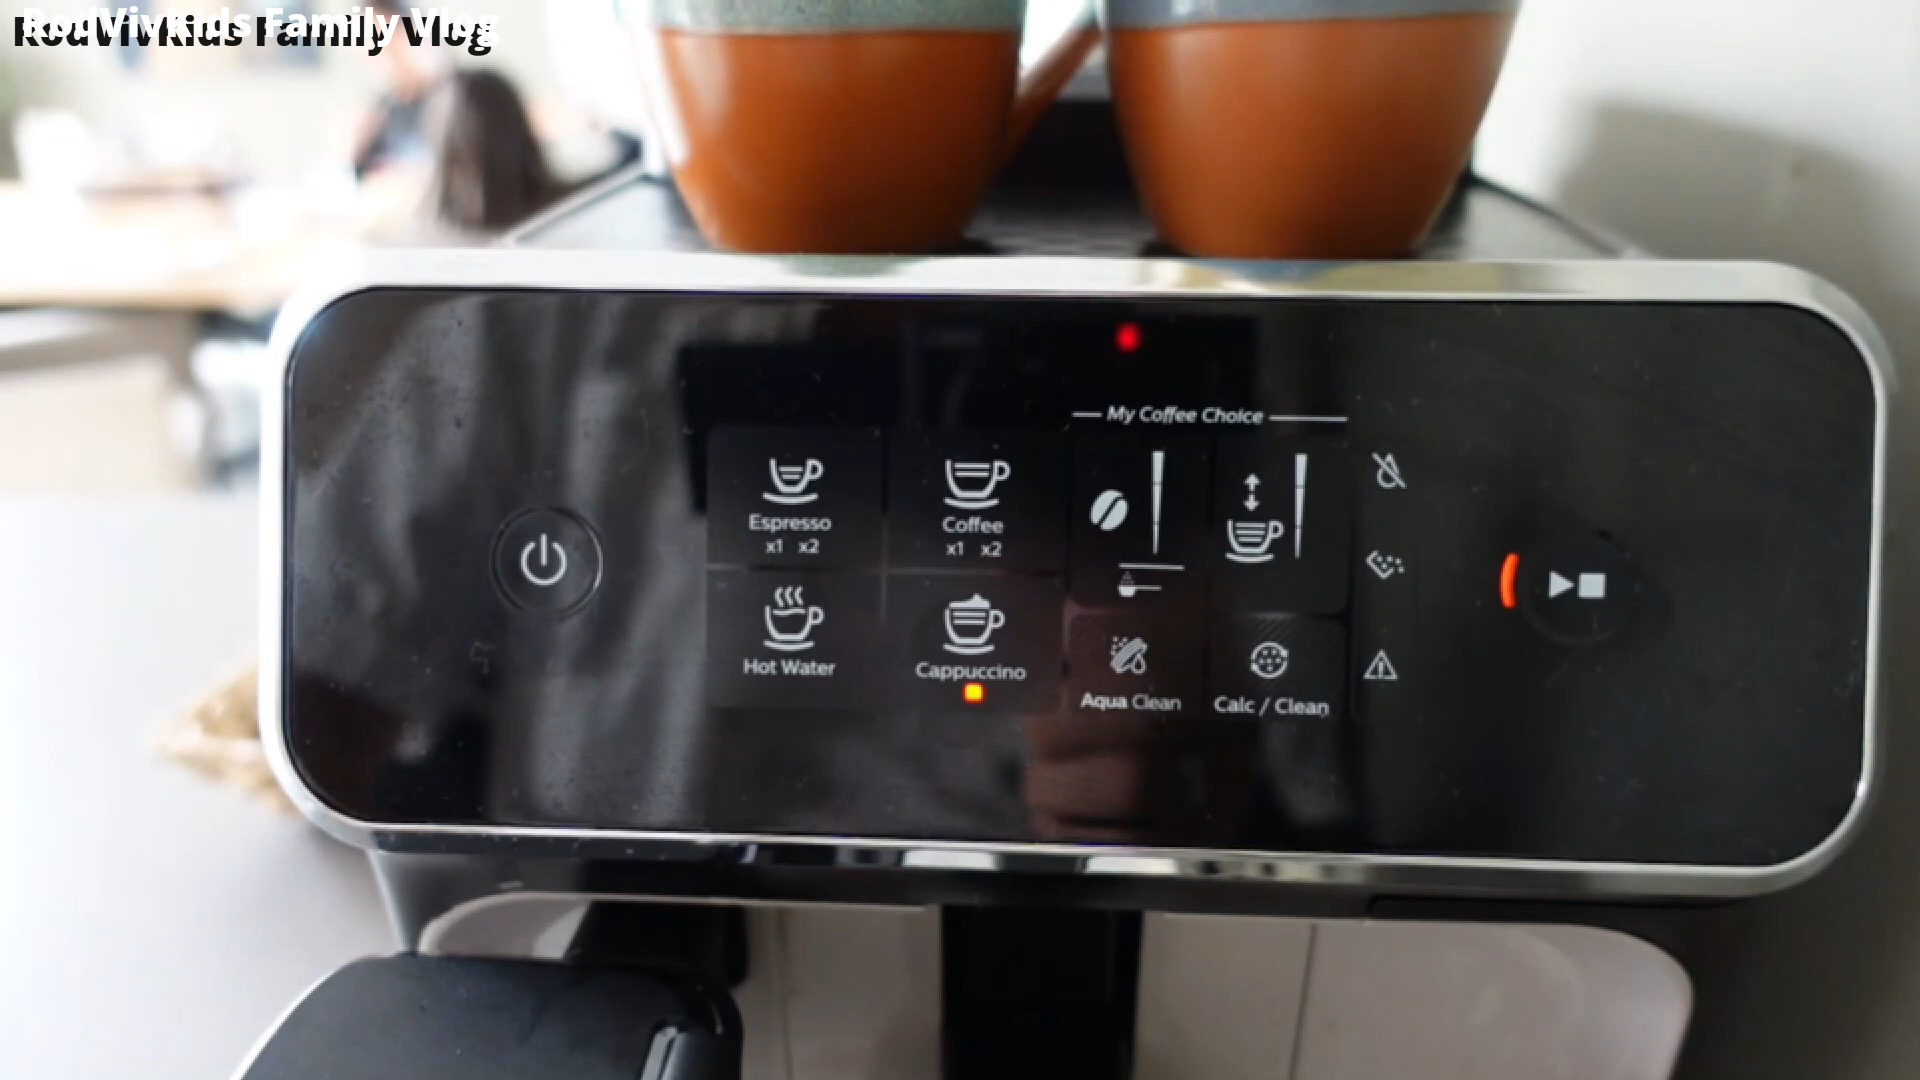 RodVivKids Family Vlog
My Coffee Choice
Espresso
x1 x2
Coffee
x1 x2
Hot Water
Cappuccino
Aqua Clean
Calc / Clean